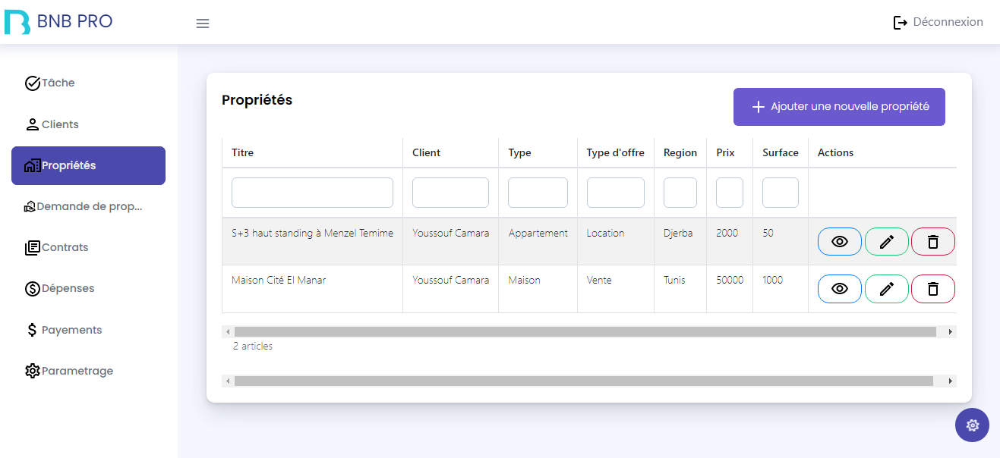 BNB PRO
Déconnexion
Tâche
Clients
Propriétés
Demande de prop...
Contrats
Dépenses
Payements
Parametrage
Propriétés
Ajouter une nouvelle propriété
Titre Client Type Type d'offre Region Prix Surface Actions
S+3 haut standing à Menzel Temime Youssouf Camara Appartement Location Djerba 2000 50
Maison Cité El Manar Youssouf Camara Maison Vente Tunis 50000 1000
2 articles